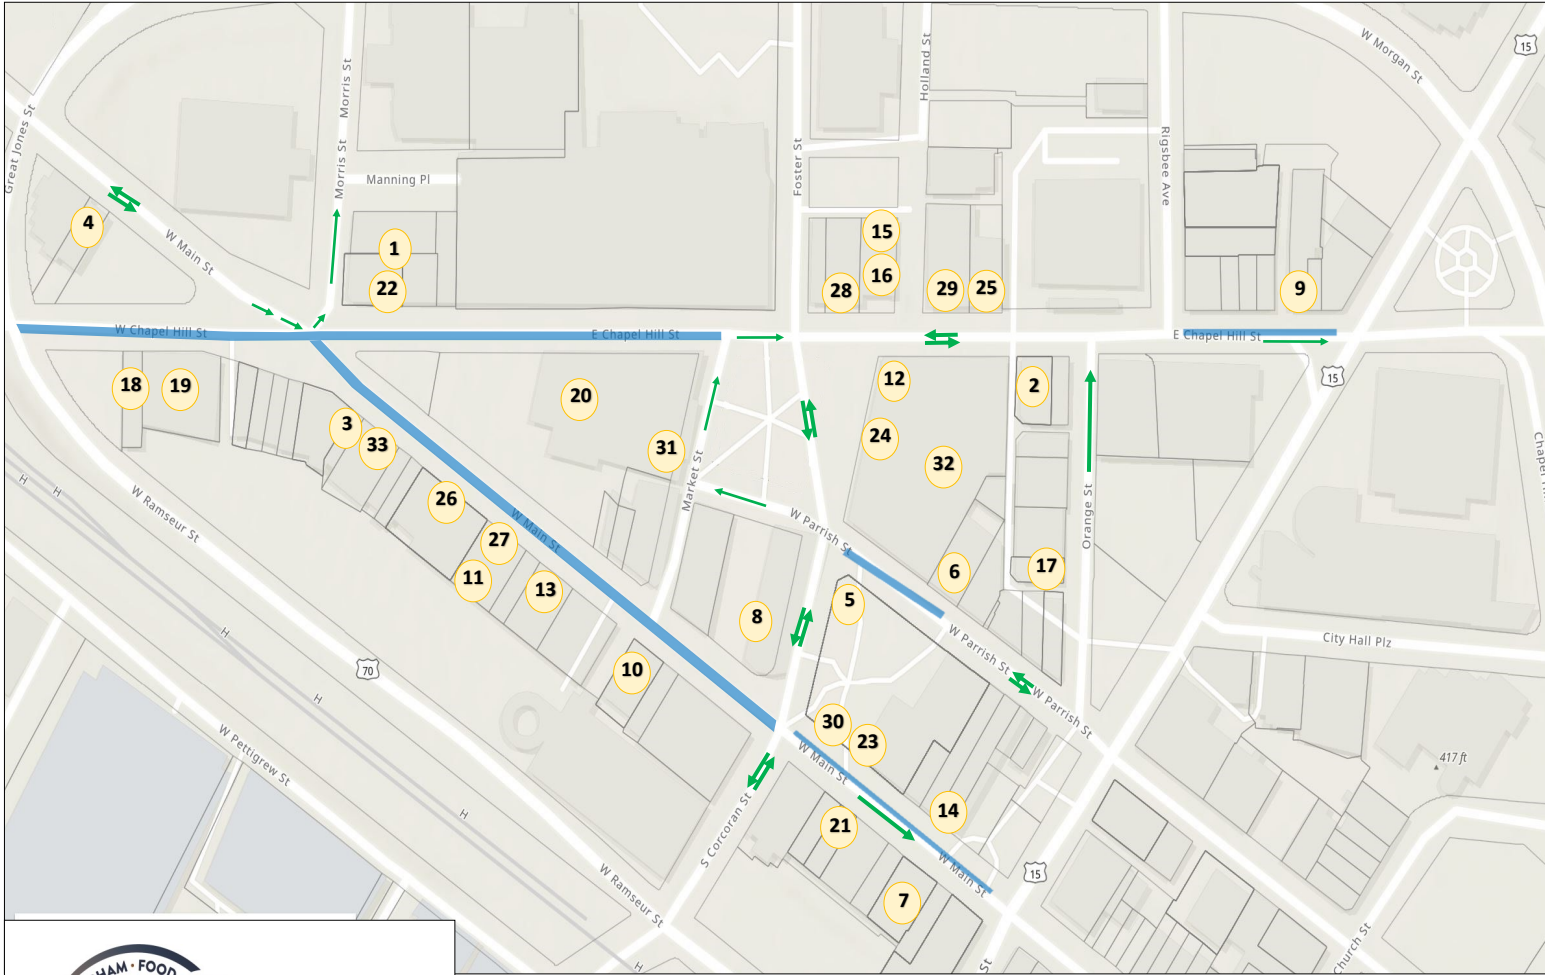 W Morgan St
15
Great Jones St
Morris St
Morris St
Manning Pl
Foster St
Holland St
Rigsbee Ave
4
W Main St
1
22
15
16
28
29
25
9
W Chapel Hill St
E Chapel Hill St
E Chapel Hill St
15
18
19
20
12
2
3
33
31
24
32
Chapel
H
H
W Ramseur St
26
Market St
W Main St
27
W Parrish St
Orange St
11
13
6
17
5
8
H
W Parrish St
City Hall Plz
70
10
W Parrish St
H
30
23
W Main St
W Pettigrew St
417 ft
H
S Corcoran St
21
14
W Main St
15
W Ramseur St
7
Church St
H
St
HAM · FOOD